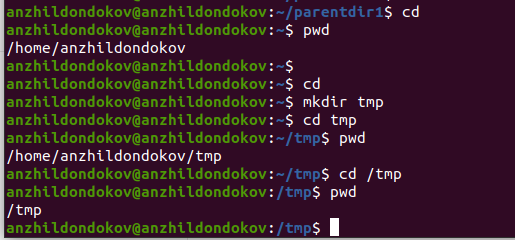 anzhildondokov@anzhildondokov:~/parentdir1$ cd
anzhildondokov@anzhildondokov:~$ pwd
/home/anzhildondokov
anzhildondokov@anzhildondokov:~$
anzhildondokov@anzhildondokov:~$ cd
anzhildondokov@anzhildondokov:~$ mkdir tmp
anzhildondokov@anzhildondokov:~$ cd tmp
anzhildondokov@anzhildondokov:~/tmp$ pwd
/home/anzhildondokov/tmp
anzhildondokov@anzhildondokov:~/tmp$ cd /tmp
anzhildondokov@anzhildondokov:/tmp$ pwd
/tmp
anzhildondokov@anzhildondokov:/tmp$